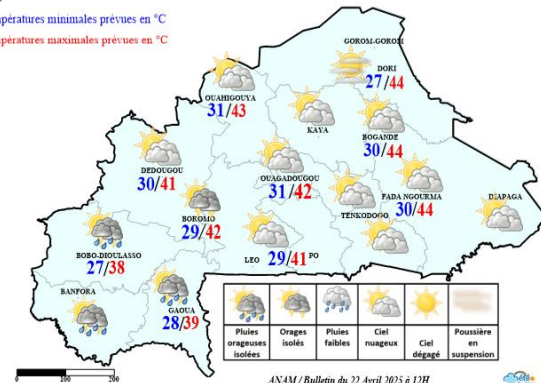 pératures minimales prévues en °C
pératures maximales prévues en °C
GOROM-GOROM
DORI
27/44
OUAHIGOUYA
31/43
KAYA
BOGANDE
30/44
DEDOUGOU
30/41
OUAGADOUGOU
31/42
FADA NGOURMA
30/44
DIAPAGA
BOROMO
29/42
TENKODOGO
BOBO-DIOULASSO
27/38
LEO
29/41
PO
BANFORA
GAOUA
28/39
Pluies orageuses isolées
Orages isolés
Pluies faibles
Ciel nuageux
Ciel dégagé
Poussière en suspension
0 100 200
ANAM / Bulletin du 22 Avril 2025 à 12H